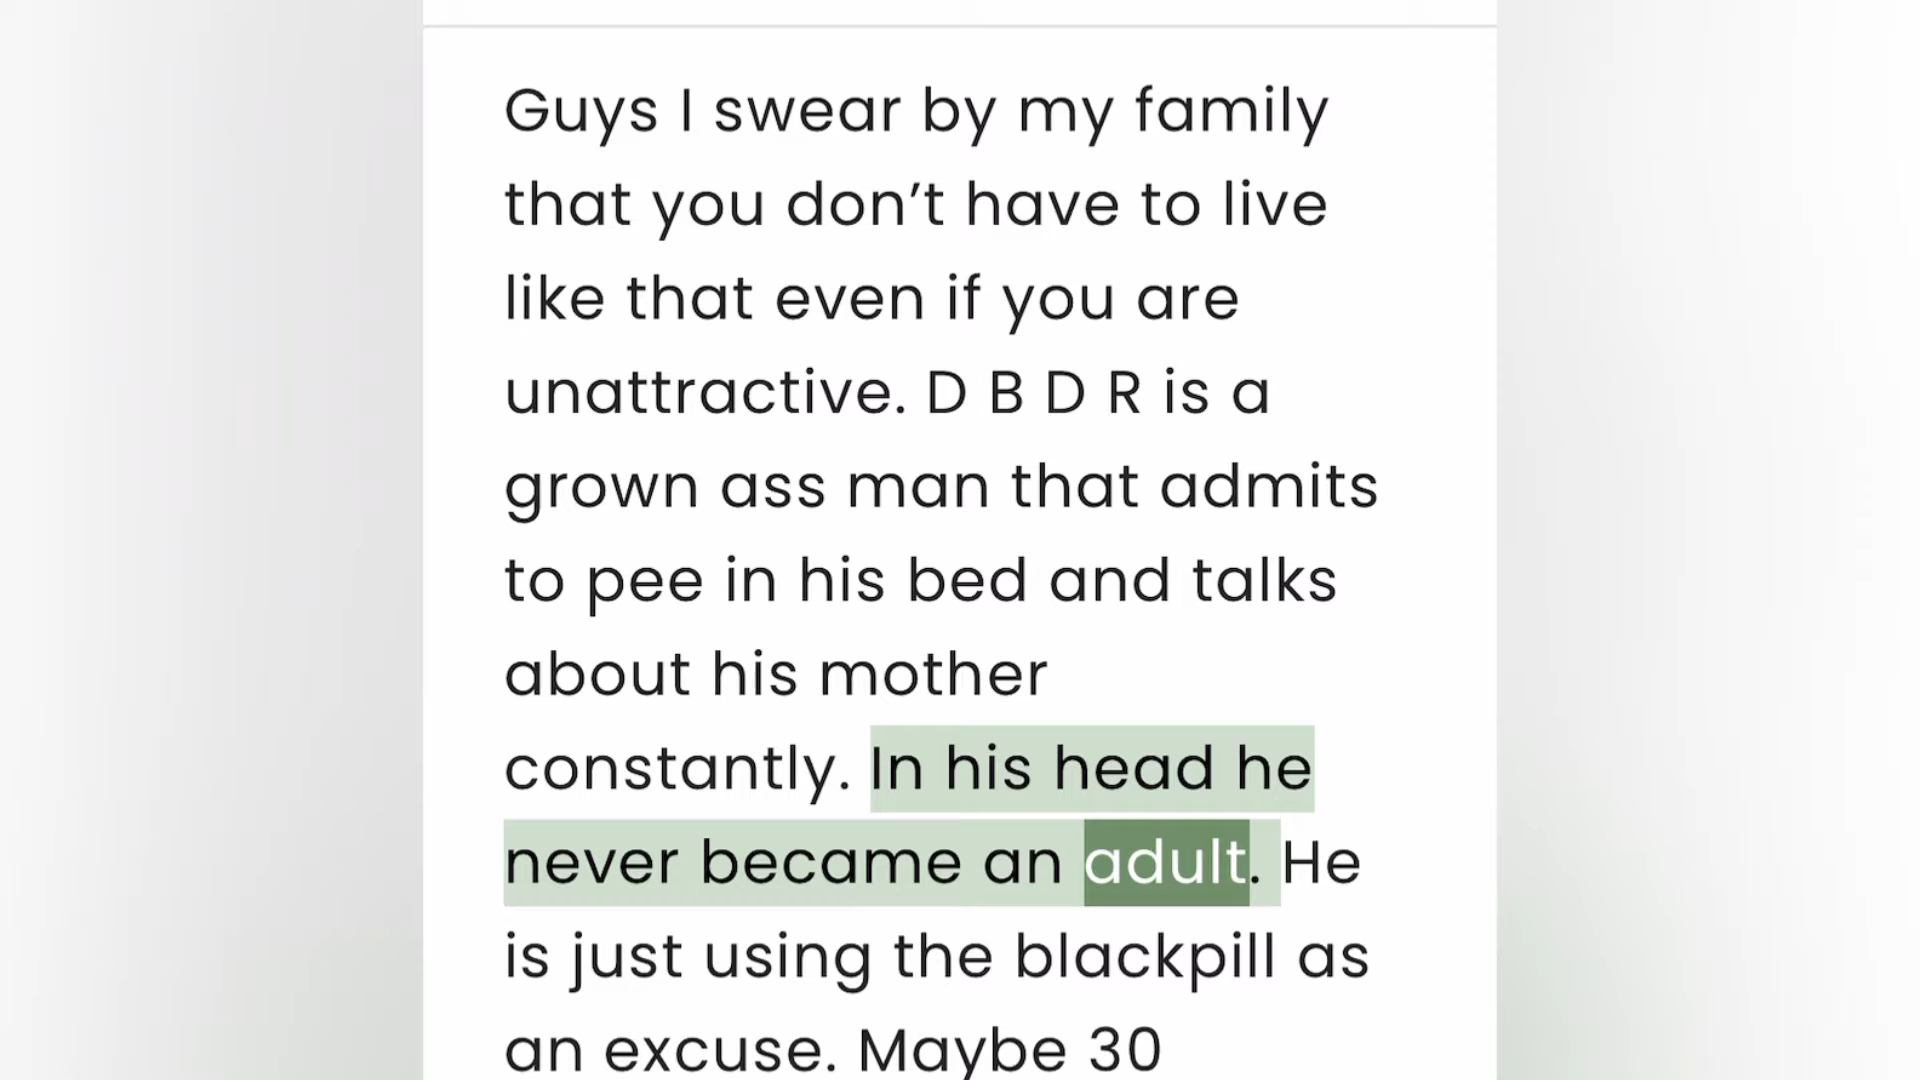 Guys I swear by my family
that you don’t have to live
like that even if you are
unattractive. D B D R is a
grown ass man that admits
to pee in his bed and talks
about his mother
constantly. In his head he
never became an adult. He
is just using the blackpill as
an excuse. Maybe 30